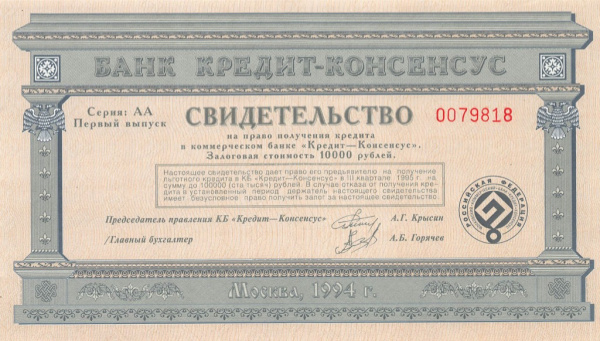 БАНК КРЕДИТ-КОНСЕНСУС
Серия: АА
Первый выпуск
СВИДЕТЕЛЬСТВО
0079818
на право получения кредита
в коммерческом банке «Кредит—Консенсус».
Залоговая стоимость 10000 рублей.
Настоящее свидетельство дает право его предъявителю на получение
льготного кредита в КБ «Кредит—Консенсус» в III квартале 1995 г. на
сумму до 100000 (ста тысяч) рублей. В случае отказа от получения кре-
дита в установленный период держатель настоящего свидетельства
имеет, безусловное право получить залог за настоящее свидетельство.
Председатель правления КБ «Кредит—Консенсус»
А.Г. Крысин
/Главный бухгалтер
А.Б. Горячев
РОССИЙСКАЯ ФЕДЕРАЦИЯ
Москва, 1994 г.